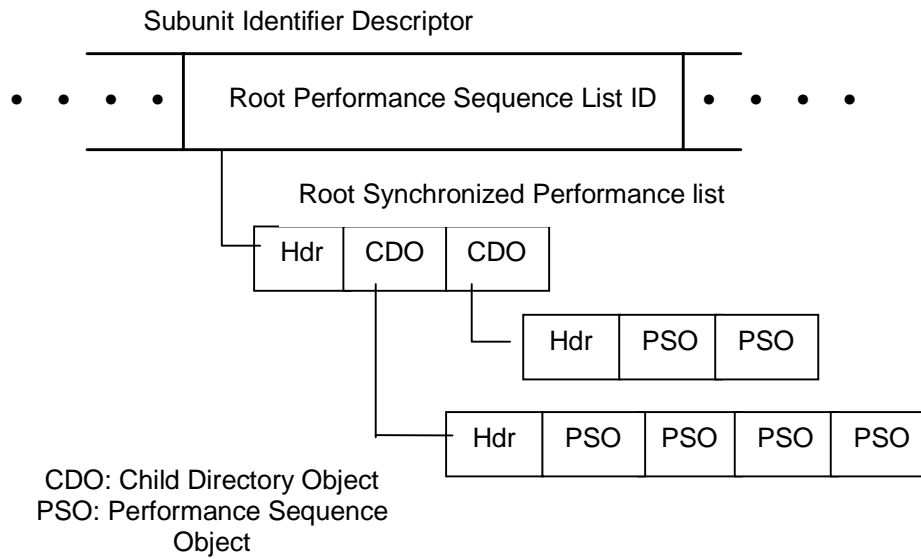 Subunit Identifier Descriptor
Root Performance Sequence List ID
Root Synchronized Performance list
Hdr CDO CDO
Hdr PSO PSO
Hdr PSO PSO PSO PSO
CDO: Child Directory Object
PSO: Performance Sequence
Object